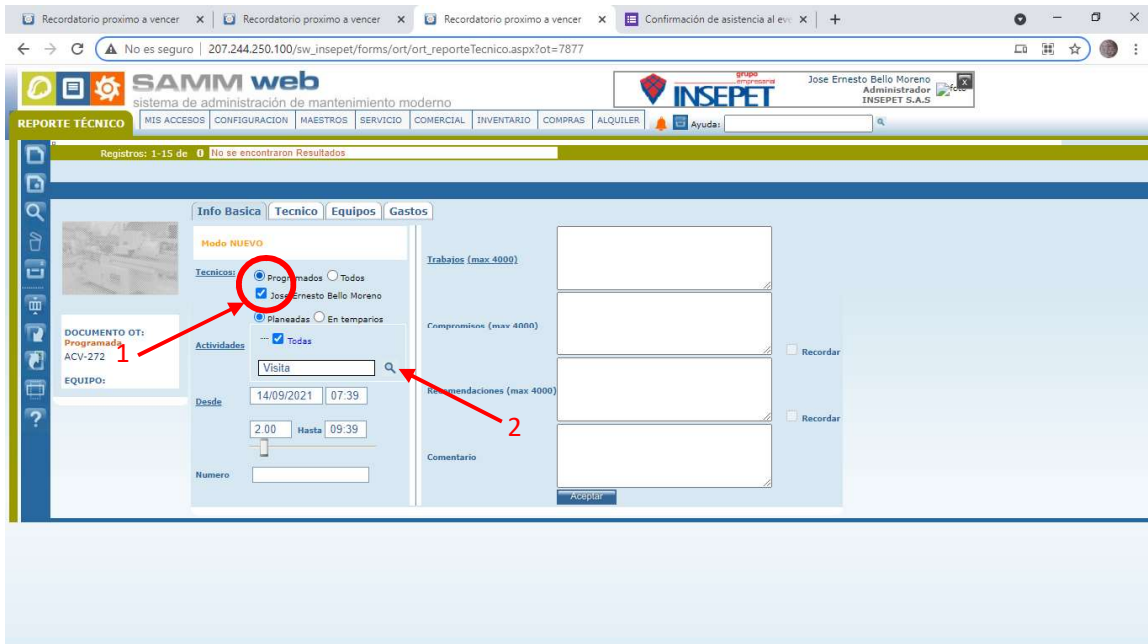 Recordatorio proximo a vencer
Recordatorio proximo a vencer
Recordatorio proximo a vencer
Confirmación de asistencia al eve
No es seguro | 207.244.250.100/sw_insepet/forms/ort/ort_reporteTecnico.aspx?ot=7877
SAMM web
sistema de administración de mantenimiento moderno
grupo
empresarial
INSEPET
Jose Ernesto Bello Moreno
Administrador
INSEPET S.A.S
REPORTE TÉCNICO
MIS ACCESOS CONFIGURACION MAESTROS SERVICIO COMERCIAL INVENTARIO COMPRAS ALQUILER Ayuda:
Registros: 1-15 de 0 No se encontraron Resultados
Info Basica Tecnico Equipos Gastos
Modo NUEVO
Tecnicos: Programados Todos
Jose Ernesto Bello Moreno
Planeadas En temparios
Actividades Todas
Visita
Desde 14/09/2021 07:39
2.00 Hasta 09:39
Numero
DOCUMENTO OT:
Programada
ACV-272
EQUIPO:
1
2
Trabajos (max 4000)
Compromisos (max 4000)
Recordar
Recomendaciones (max 4000)
Recordar
Comentario
Aceptar